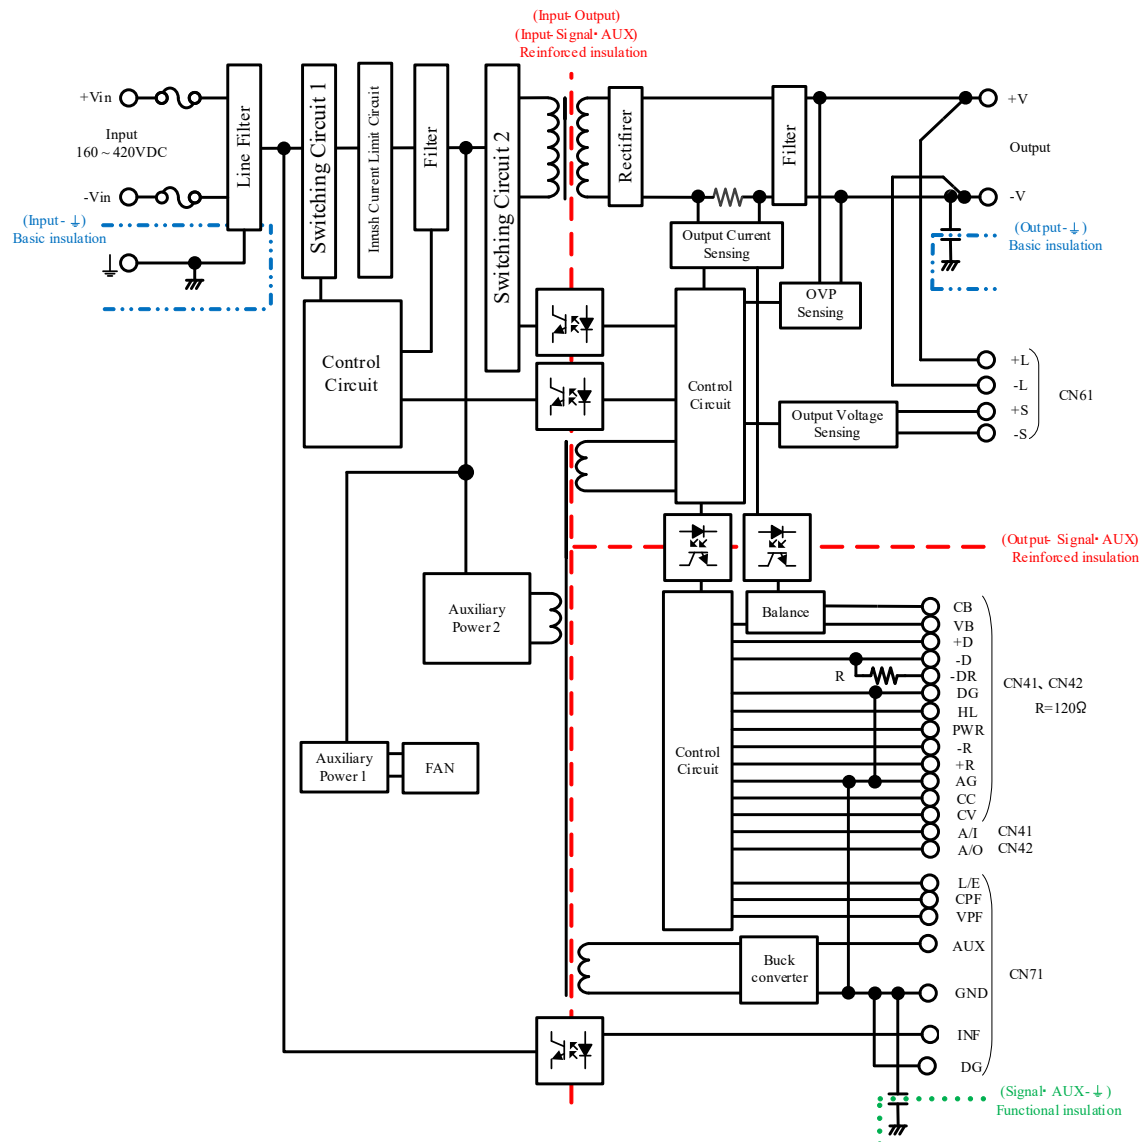 (Input- Output)
(Input- Signal・AUX)
Reinforced insulation
+Vin
Input
160 ~ 420VDC
-Vin
(Input- ⏚)
Basic insulation
⏚
Line Filter
Switching Circuit 1
Inrush Current Limit Circuit
Filter
Switching Circuit 2
Rectifirer
Filter
+V
Output
-V
(Output- ⏚)
Basic insulation
Output Current
Sensing
OVP
Sensing
Control
Circuit
Control
Circuit
Output Voltage
Sensing
+L
-L
+S
-S
CN61
(Output- Signal・AUX)
Reinforced insulation
Auxiliary
Power 2
Balance
CB
VB
+D
-D
R
-DR
DG
HL
PWR
-R
+R
AG
CC
CV
CN41、CN42
R=120Ω
A/I
CN41
A/O
CN42
Control
Circuit
Auxiliary
Power 1
FAN
L/E
CPF
VPF
AUX
GND
INF
DG
CN71
Buck
converter
(Signal・AUX- ⏚)
Functional insulation